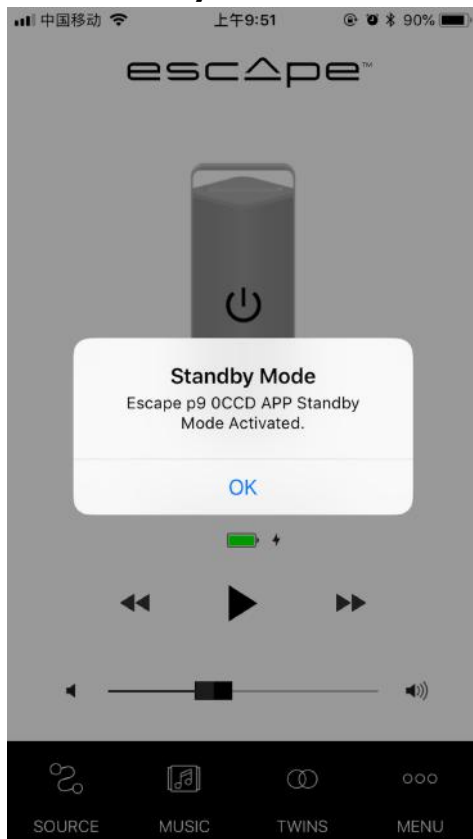 中国移动 上午9:51 90%
escape™
Standby Mode
Escape p9 0CCD APP Standby
Mode Activated.
OK
SOURCE MUSIC TWINS MENU